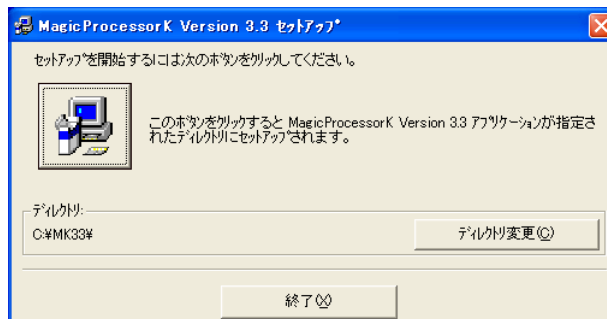 MagicProcessorK Version 3.3 ｾｯﾄｱｯﾌﾟ
ｾｯﾄｱｯﾌﾟを開始するには次のﾎﾞﾀﾝをｸﾘｯｸしてください。
このﾎﾞﾀﾝをｸﾘｯｸすると MagicProcessorK Version 3.3 ｱﾌﾟﾘｹｰｼｮﾝが指定さ
れたﾃﾞｨﾚｸﾄﾘにｾｯﾄｱｯﾌﾟされます。
ﾃﾞｨﾚｸﾄﾘ:
C:¥MK33¥
ﾃﾞｨﾚｸﾄﾘ変更(C)
終了(X)